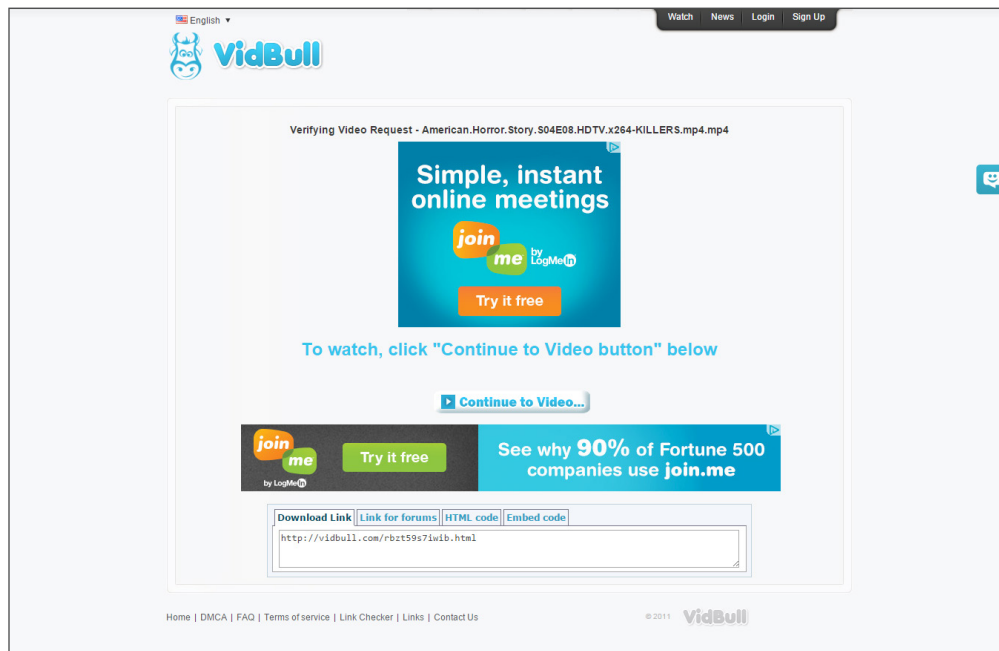 English ▼
Watch News Login Sign Up
VidBull
Verifying Video Request - American.Horror.Story.S04E08.HDTV.x264-KILLERS.mp4.mp4
Simple, instant
online meetings
join
me by
LogMeIn
Try it free
To watch, click "Continue to Video button" below
Continue to Video...
join
me
by LogMeIn
Try it free
See why 90% of Fortune 500
companies use join.me
Download Link Link for forums HTML code Embed code
http://vidbull.com/rbzt59s7iwib.html
Home | DMCA | FAQ | Terms of service | Link Checker | Links | Contact Us
© 2011 VidBull